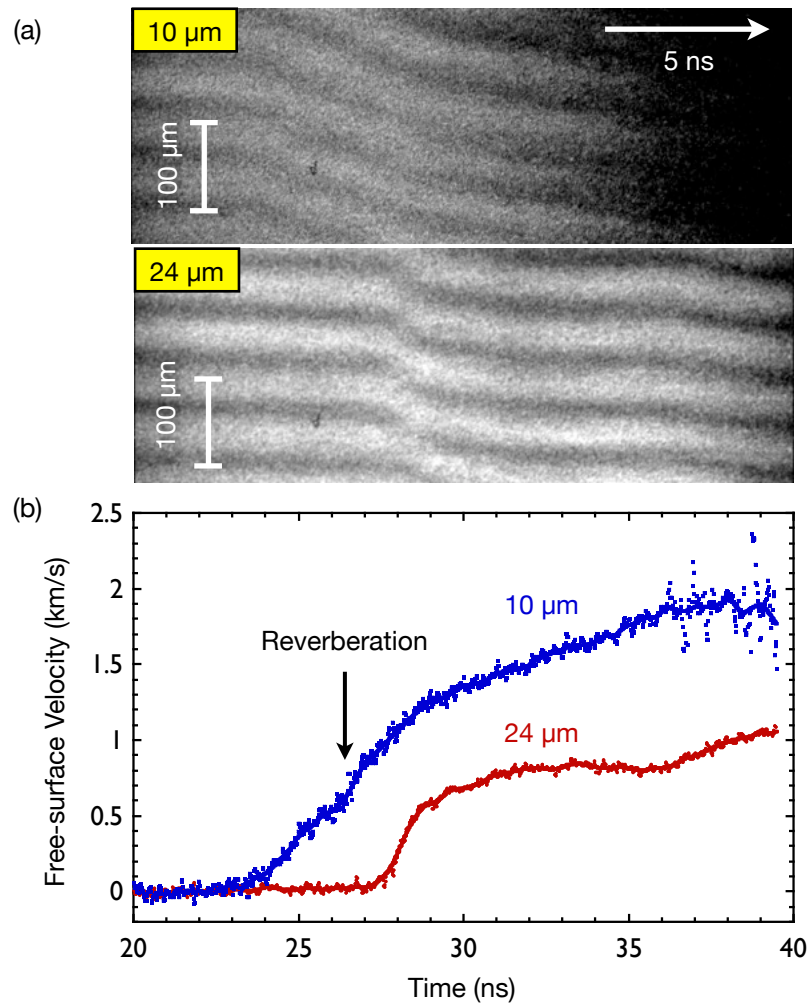 (a)
10 µm
5 ns
100 µm
24 µm
100 µm
(b)
2.5
2
1.5
1
0.5
0
Free-surface Velocity (km/s)
10 µm
Reverberation
24 µm
20
25
30
35
40
Time (ns)